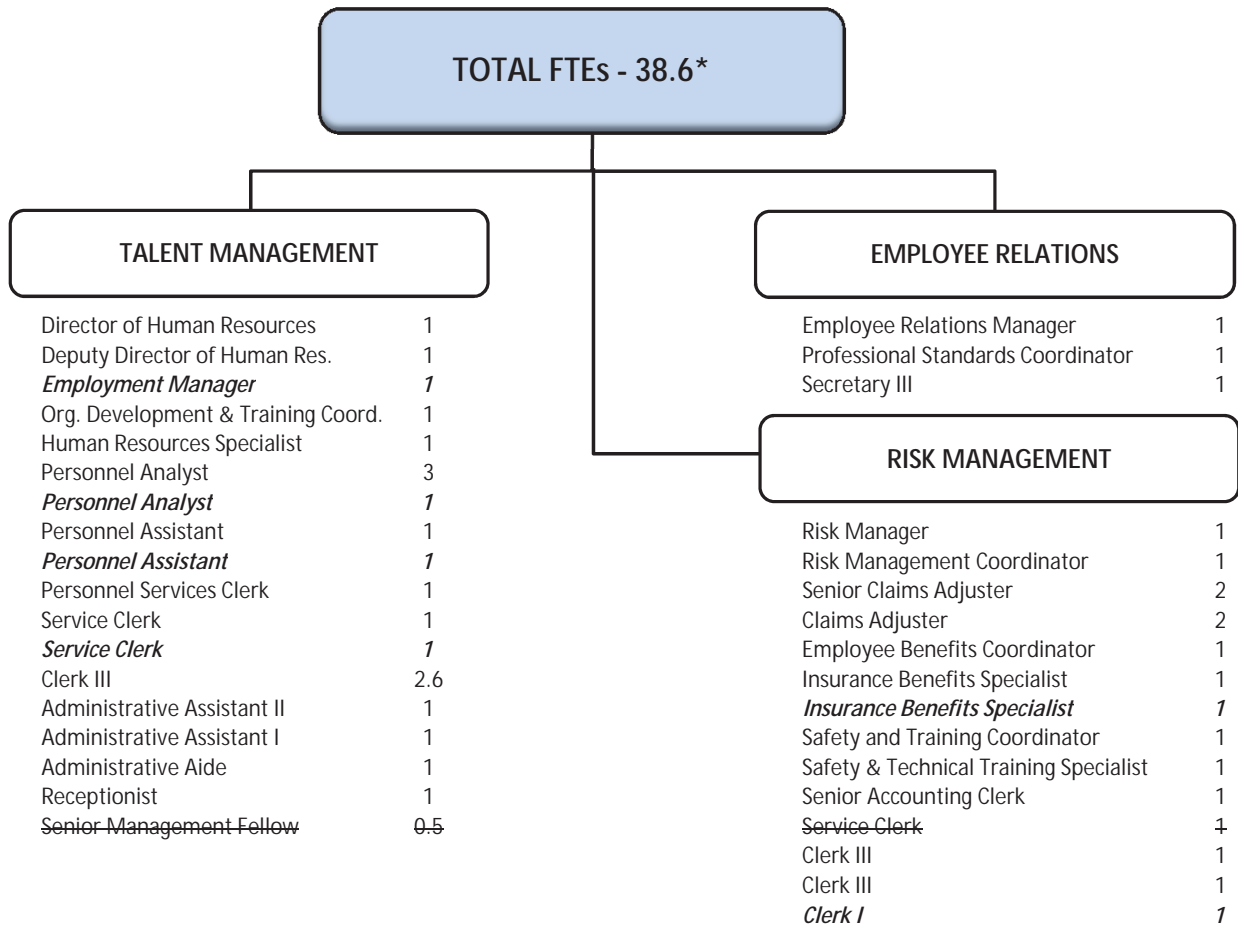 TOTAL FTEs - 38.6*
TALENT MANAGEMENT
Director of Human Resources 1
Deputy Director of Human Res. 1
Employment Manager 1
Org. Development & Training Coord. 1
Human Resources Specialist 1
Personnel Analyst 3
Personnel Analyst 1
Personnel Assistant 1
Personnel Assistant 1
Personnel Services Clerk 1
Service Clerk 1
Service Clerk 1
Clerk III 2.6
Administrative Assistant II 1
Administrative Assistant I 1
Administrative Aide 1
Receptionist 1
Senior Management Fellow 0.5
EMPLOYEE RELATIONS
Employee Relations Manager 1
Professional Standards Coordinator 1
Secretary III 1
RISK MANAGEMENT
Risk Manager 1
Risk Management Coordinator 1
Senior Claims Adjuster 2
Claims Adjuster 2
Employee Benefits Coordinator 1
Insurance Benefits Specialist 1
Insurance Benefits Specialist 1
Safety and Training Coordinator 1
Safety & Technical Training Specialist 1
Senior Accounting Clerk 1
Service Clerk 1
Clerk III 1
Clerk III 1
Clerk I 1